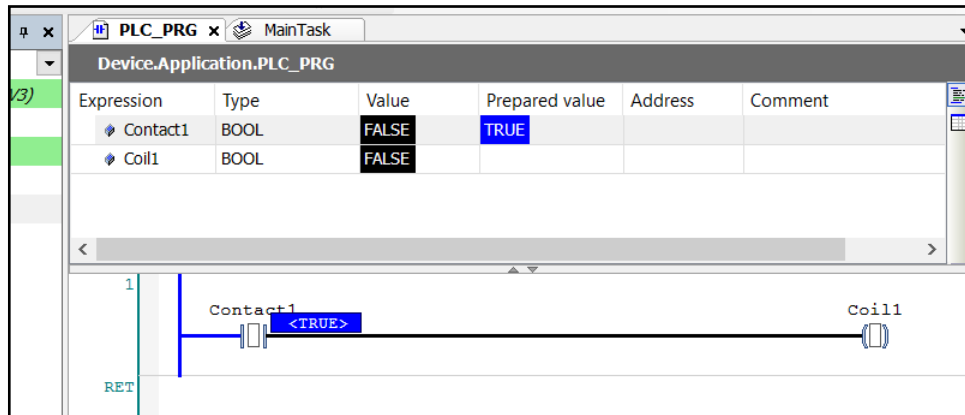 PLC_PRG x MainTask
Device.Application.PLC_PRG
V3)
Expression Type Value Prepared value Address Comment
Contact1 BOOL FALSE TRUE
Coil1 BOOL FALSE
1
Contact1 Coil1
<TRUE>
RET